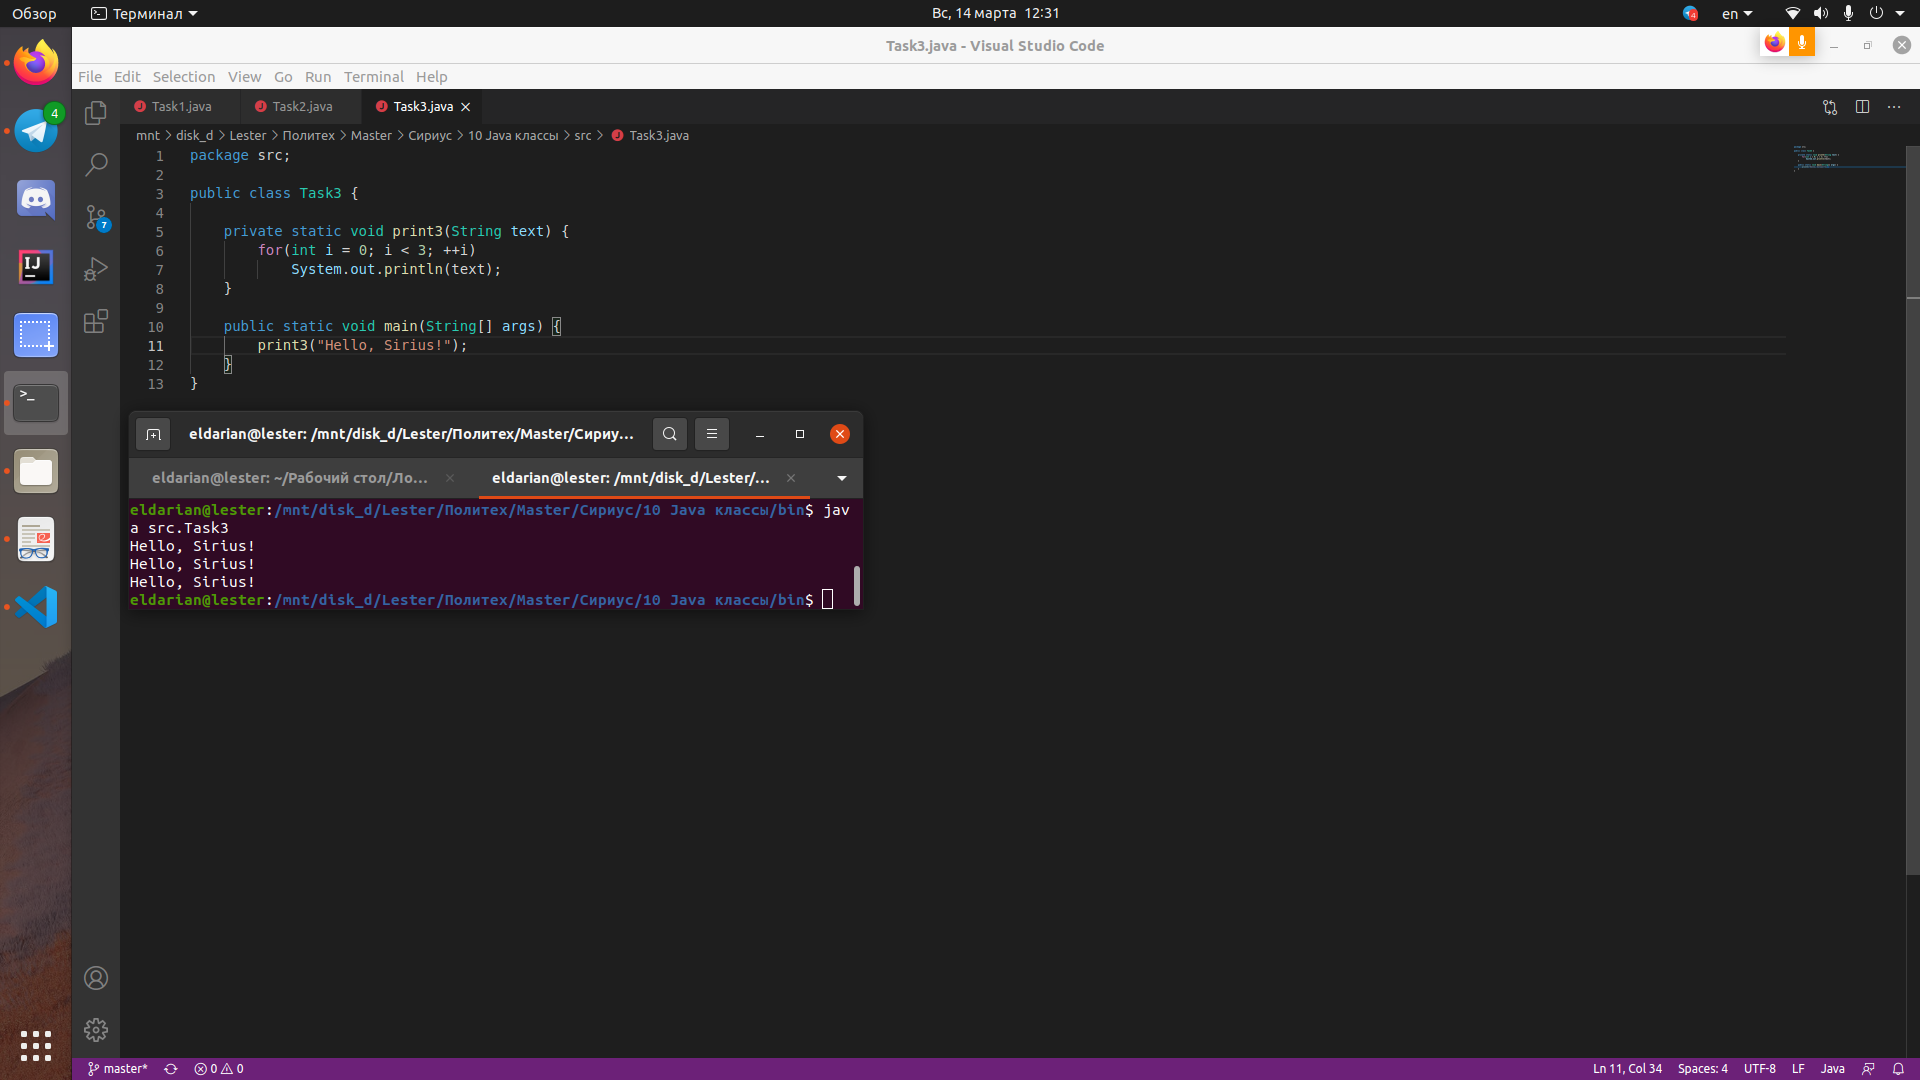 Обзор
Терминал
Вс, 14 марта 12:31
en
Task3.java - Visual Studio Code
File Edit Selection View Go Run Terminal Help
Task1.java
Task2.java
Task3.java
mnt > disk_d > Lester > Политех > Master > Сириус > 10 Java классы > src > Task3.java
1 package src;
2
3 public class Task3 {
4
5 private static void print3(String text) {
6 for(int i = 0; i < 3; ++i)
7 System.out.println(text);
8 }
9
10 public static void main(String[] args) {
11 print3("Hello, Sirius!");
12 }
13 }
4
7
IJ
>_
eldarian@lester: /mnt/disk_d/Lester/Политех/Master/Сириу...
eldarian@lester: ~/Рабочий стол/Ло...
eldarian@lester: /mnt/disk_d/Lester/...
eldarian@lester:/mnt/disk_d/Lester/Политех/Master/Сириус/10 Java классы/bin$ jav
a src.Task3
Hello, Sirius!
Hello, Sirius!
Hello, Sirius!
eldarian@lester:/mnt/disk_d/Lester/Политех/Master/Сириус/10 Java классы/bin$
master*
0
0
Ln 11, Col 34
Spaces: 4
UTF-8
LF
Java